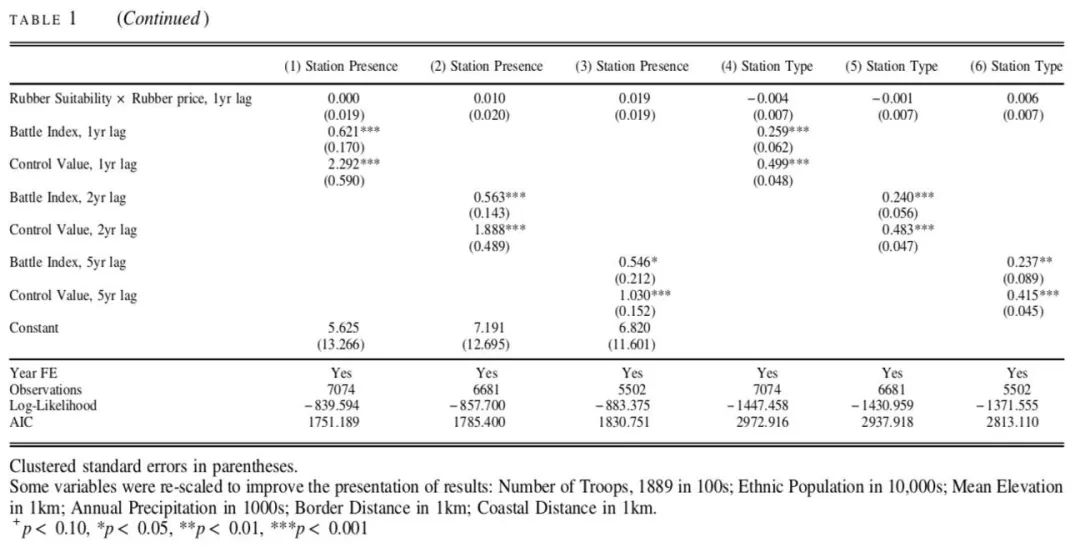 TABLE 1 (Continued)
(1) Station Presence (2) Station Presence (3) Station Presence (4) Station Type (5) Station Type (6) Station Type
Rubber Suitability × Rubber price, 1yr lag 0.000 0.010 0.019 −0.004 −0.001 0.006
(0.019) (0.020) (0.019) (0.007) (0.007) (0.007)
Battle Index, 1yr lag 0.621*** 0.259***
(0.170) (0.062)
Control Value, 1yr lag 2.292*** 0.499***
(0.590) (0.048)
Battle Index, 2yr lag 0.563*** 0.240***
(0.143) (0.056)
Control Value, 2yr lag 1.888*** 0.483***
(0.489) (0.047)
Battle Index, 5yr lag 0.546* 0.237**
(0.212) (0.089)
Control Value, 5yr lag 1.030*** 0.415***
(0.152) (0.045)
Constant 5.625 7.191 6.820
(13.266) (12.695) (11.601)
Year FE Yes Yes Yes Yes Yes Yes
Observations 7074 6681 5502 7074 6681 5502
Log-Likelihood −839.594 −857.700 −883.375 −1447.458 −1430.959 −1371.555
AIC 1751.189 1785.400 1830.751 2972.916 2937.918 2813.110
Clustered standard errors in parentheses.
Some variables were re-scaled to improve the presentation of results: Number of Troops, 1889 in 100s; Ethnic Population in 10,000s; Mean Elevation
in 1km; Annual Precipitation in 1000s; Border Distance in 1km; Coastal Distance in 1km.
+p < 0.10, *p < 0.05, **p < 0.01, ***p < 0.001